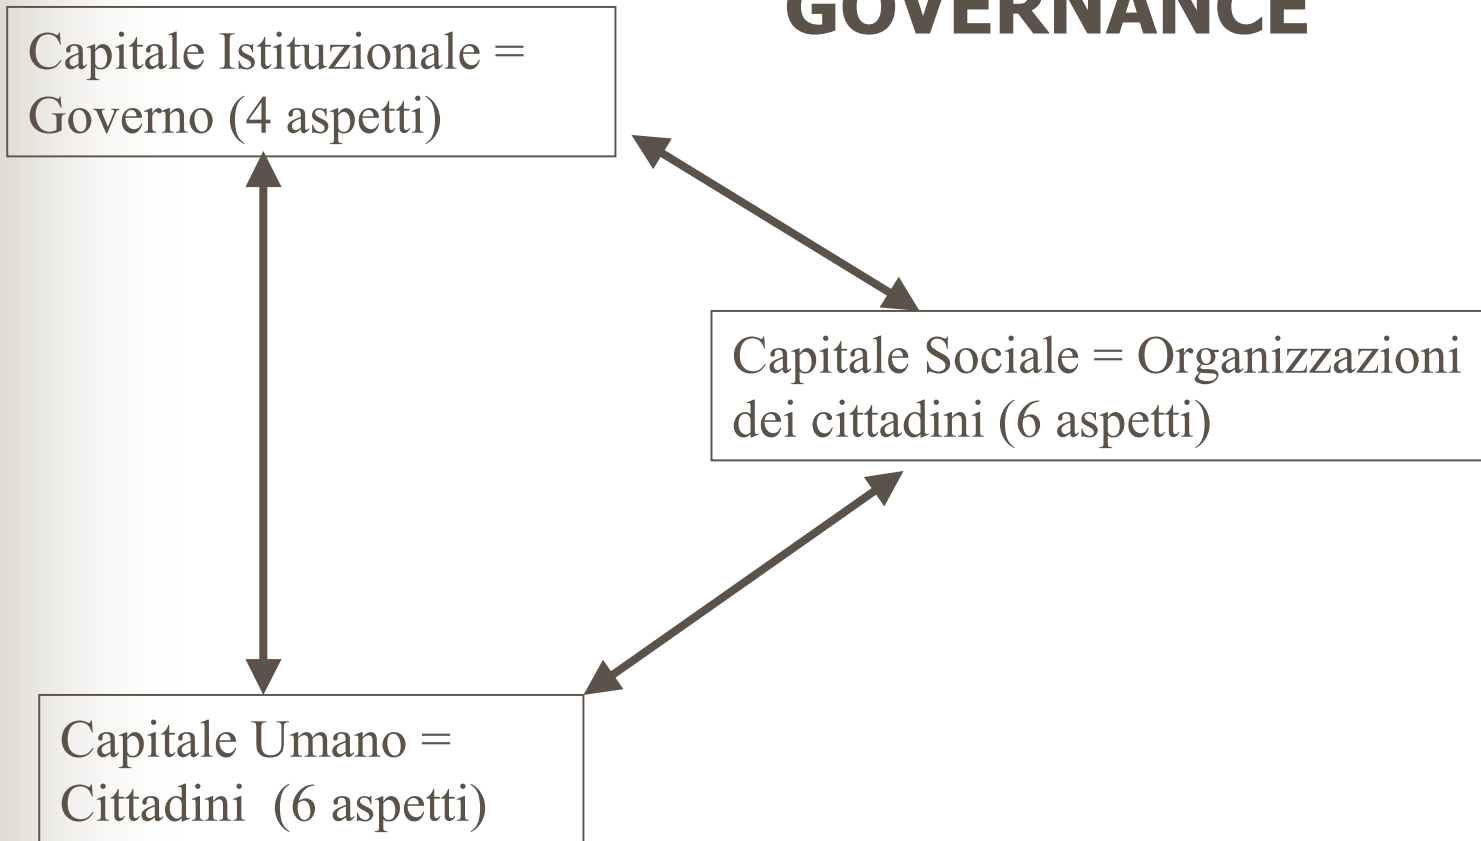 GOVERNANCE
Capitale Istituzionale =
Governo (4 aspetti)
Capitale Sociale = Organizzazioni
dei cittadini (6 aspetti)
Capitale Umano =
Cittadini (6 aspetti)